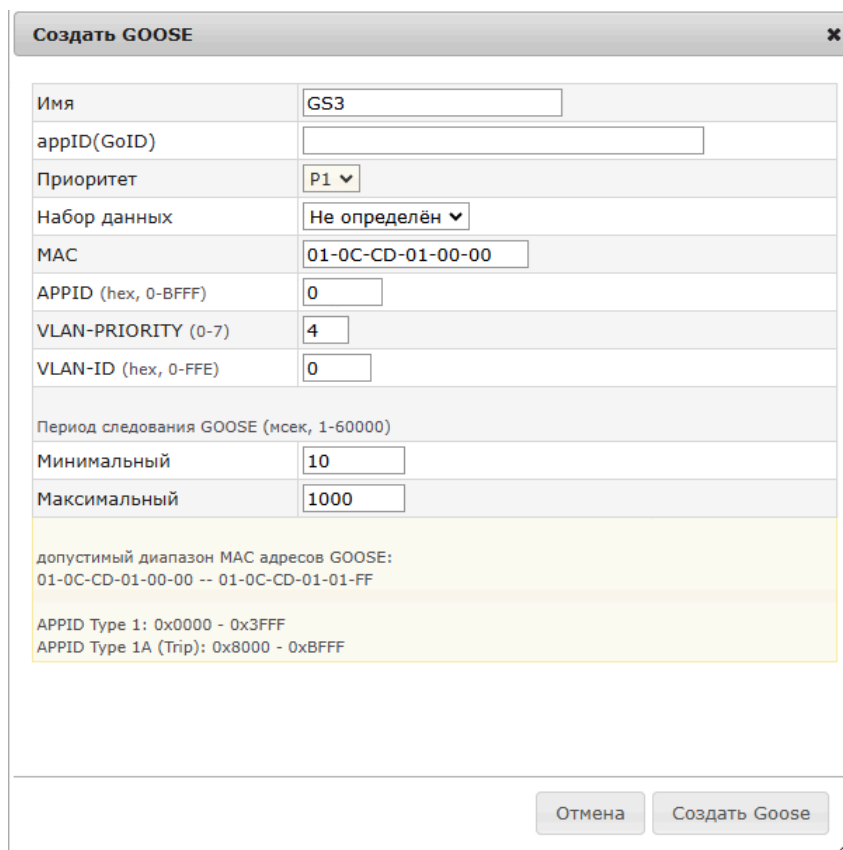 Создать GOOSE
Имя GS3
appID(GoID)
Приоритет P1
Набор данных Не определён
MAC 01-0C-CD-01-00-00
APPID (hex, 0-BFFF) 0
VLAN-PRIORITY (0-7) 4
VLAN-ID (hex, 0-FFE) 0
Период следования GOOSE (мсек, 1-60000)
Минимальный 10
Максимальный 1000
допустимый диапазон MAC адресов GOOSE:
01-0C-CD-01-00-00 -- 01-0C-CD-01-01-FF
APPID Type 1: 0x0000 - 0x3FFF
APPID Type 1A (Trip): 0x8000 - 0xBFFF
Отмена Создать Goose